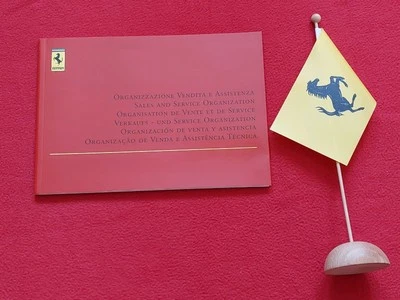 Organizzazione Vendita e Assistenza
Sales and Service Organization
Organisation de Vente et de Service
Verkaufs - und Service Organization
Organización de venta y asistencia
Organização de Venda e Assistência Técnica